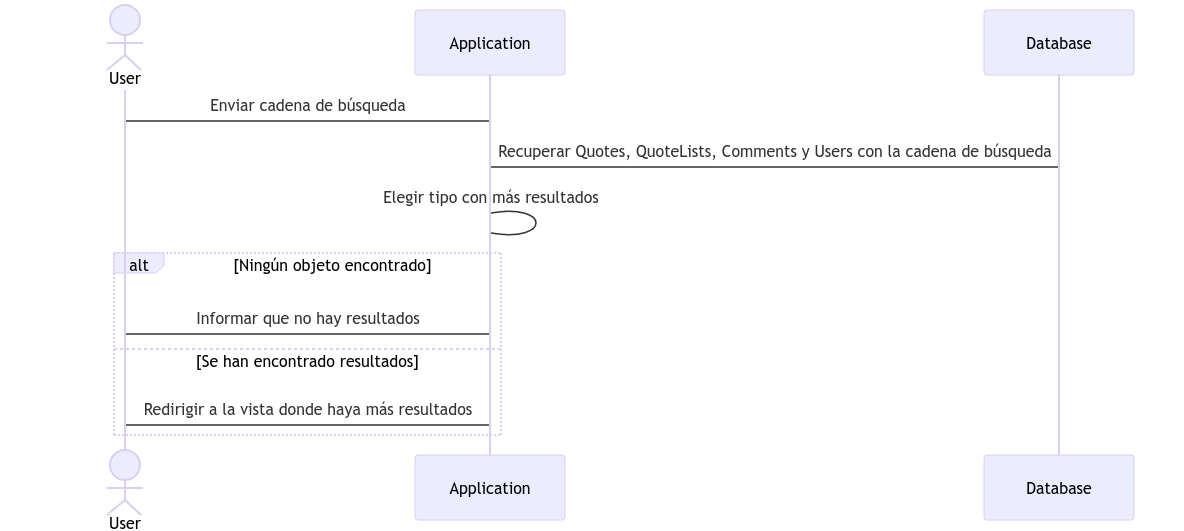 User
Application
Database
Enviar cadena de búsqueda
Recuperar Quotes, QuoteLists, Comments y Users con la cadena de búsqueda
Elegir tipo con más resultados
alt
[Ningún objeto encontrado]
Informar que no hay resultados
[Se han encontrado resultados]
Redirigir a la vista donde haya más resultados
User
Application
Database